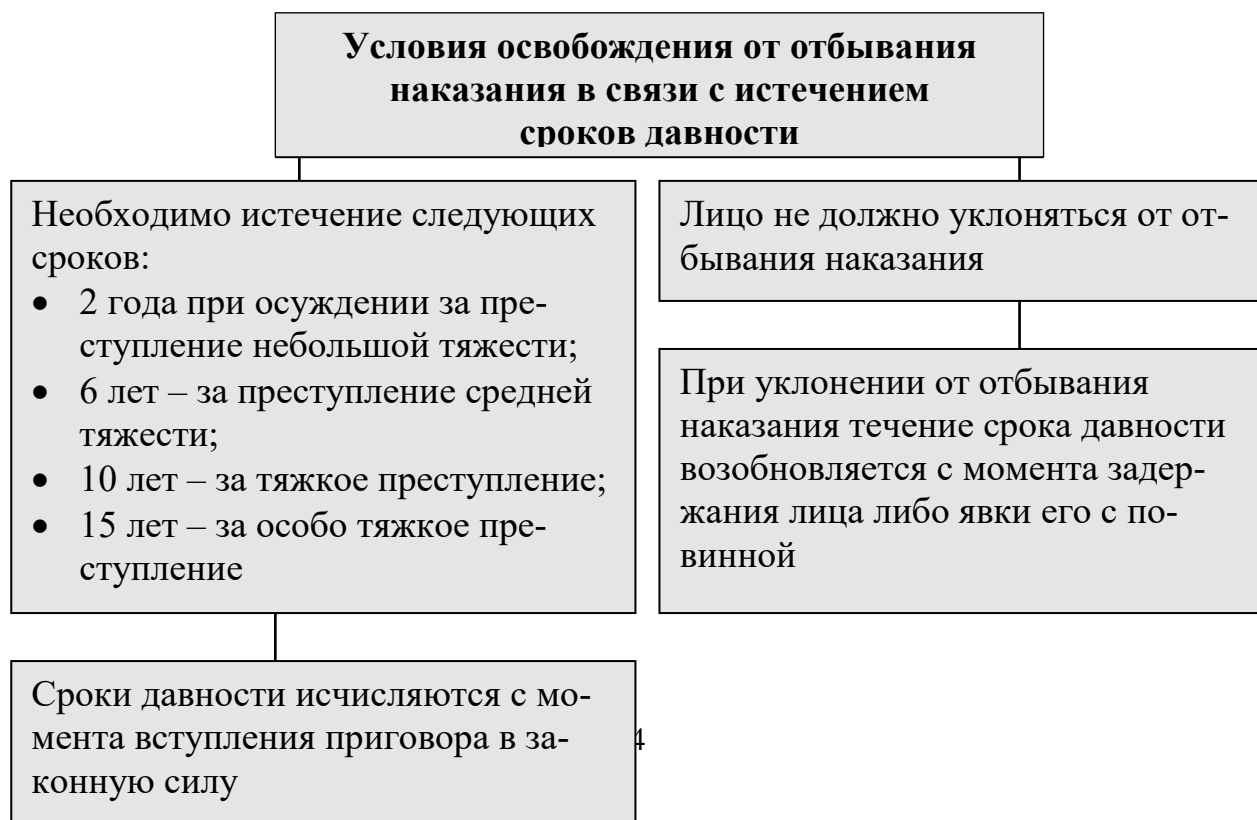 Условия освобождения от отбывания
наказания в связи с истечением
сроков давности
Необходимо истечение следующих
сроков:
• 2 года при осуждении за пре-
ступление небольшой тяжести;
• 6 лет – за преступление средней
тяжести;
• 10 лет – за тяжкое преступление;
• 15 лет – за особо тяжкое пре-
ступление
Сроки давности исчисляются с мо-
мента вступления приговора в за-
конную силу
Лицо не должно уклоняться от от-
бывания наказания
При уклонении от отбывания
наказания течение срока давности
возобновляется с момента задер-
жания лица либо явки его с по-
винной
4